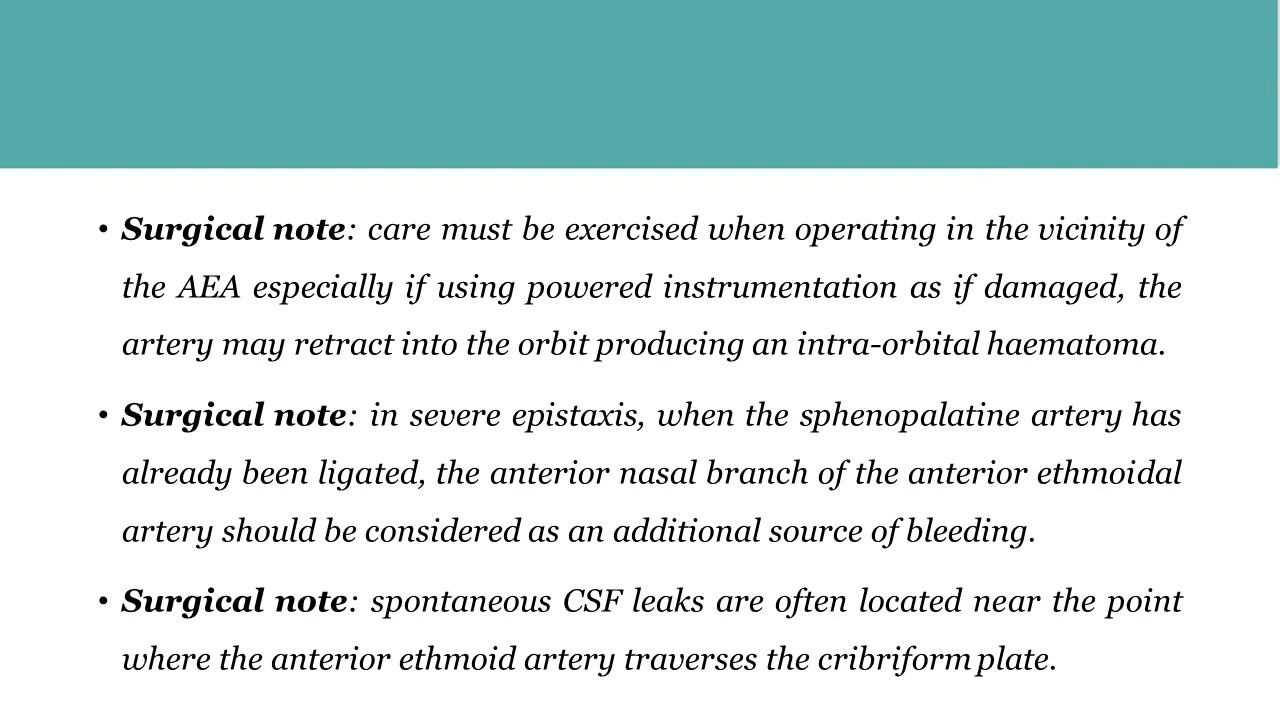 • Surgical note: care must be exercised when operating in the vicinity of
the AEA especially if using powered instrumentation as if damaged, the
artery may retract into the orbit producing an intra-orbital haematoma.
• Surgical note: in severe epistaxis, when the sphenopalatine artery has
already been ligated, the anterior nasal branch of the anterior ethmoidal
artery should be considered as an additional source of bleeding.
• Surgical note: spontaneous CSF leaks are often located near the point
where the anterior ethmoid artery traverses the cribriform plate.